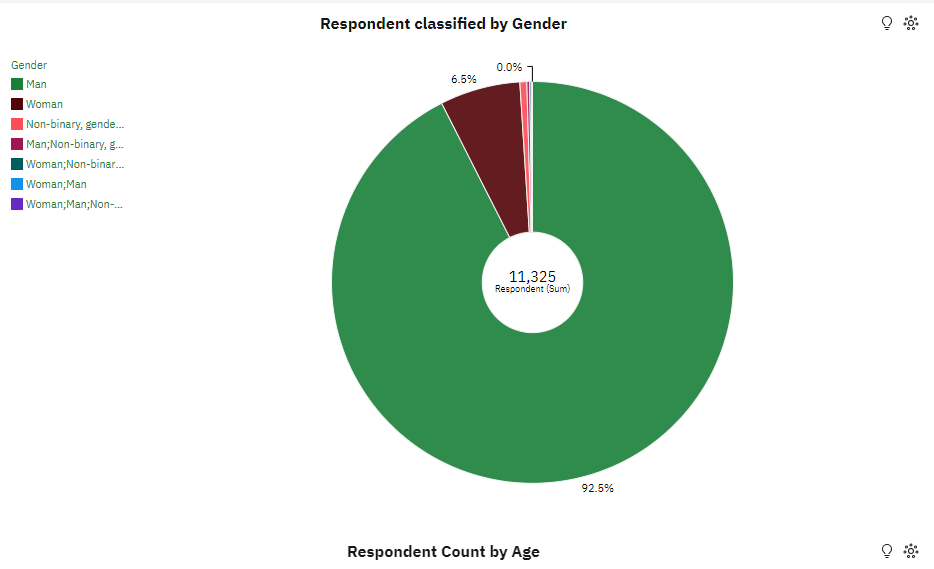 Respondent classified by Gender
Gender
Man
Woman
Non-binary, gende...
Man;Non-binary, g...
Woman;Non-binar...
Woman;Man
Woman;Man;Non-...
0.0%
6.5%
11,325
Respondent (Sum)
92.5%
Respondent Count by Age